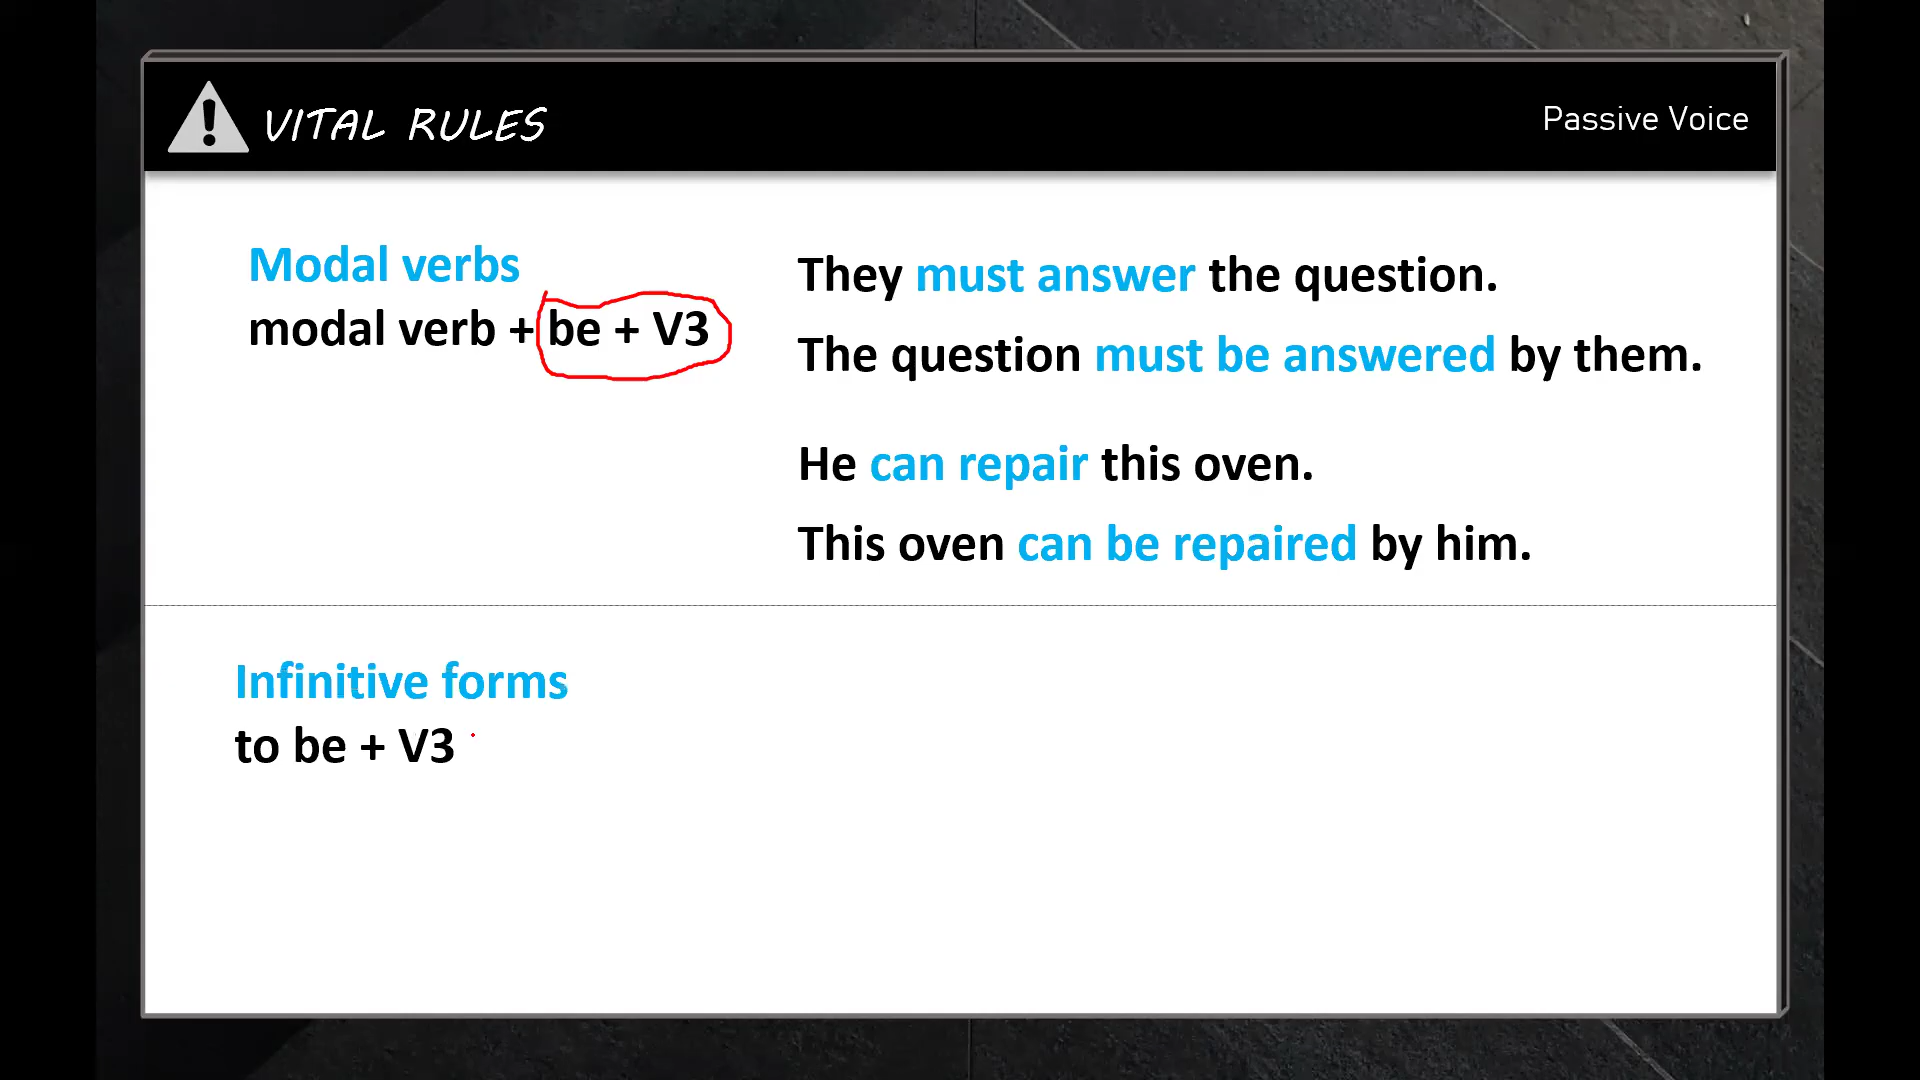 VITAL RULES
Passive Voice
Modal verbs
modal verb + be + V3
They must answer the question.
The question must be answered by them.
He can repair this oven.
This oven can be repaired by him.
Infinitive forms
to be + V3